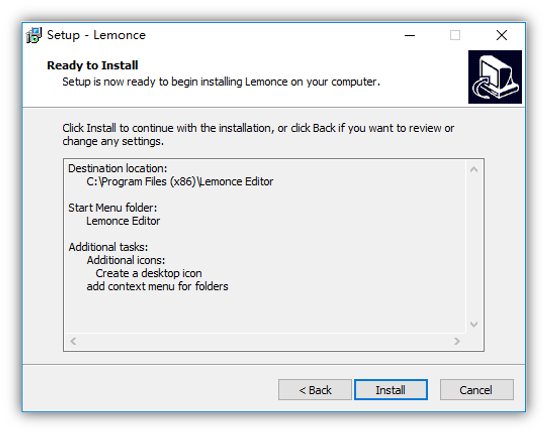 Setup - Lemonce
Ready to Install
Setup is now ready to begin installing Lemonce on your computer.
Click Install to continue with the installation, or click Back if you want to review or
change any settings.
Destination location:
C:\Program Files (x86)\Lemonce Editor
Start Menu folder:
Lemonce Editor
Additional tasks:
Additional icons:
Create a desktop icon
add context menu for folders
< Back
Install
Cancel